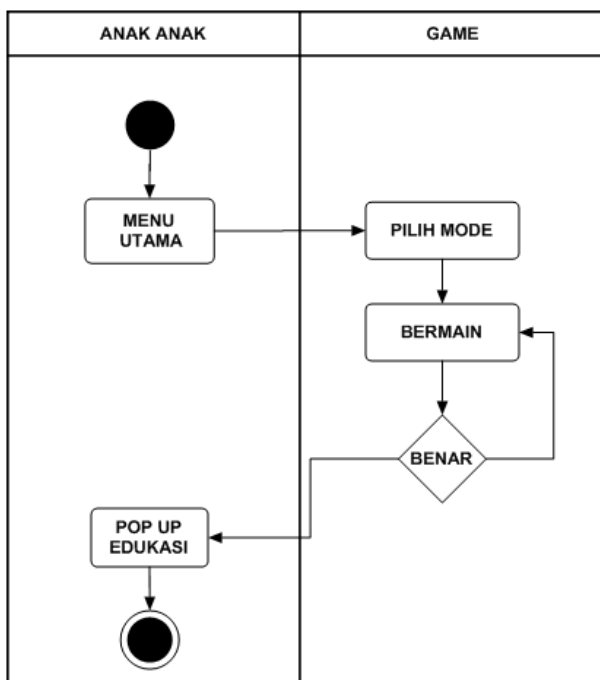 ANAK ANAK
GAME
MENU
UTAMA
PILIH MODE
BERMAIN
BENAR
POP UP
EDUKASI